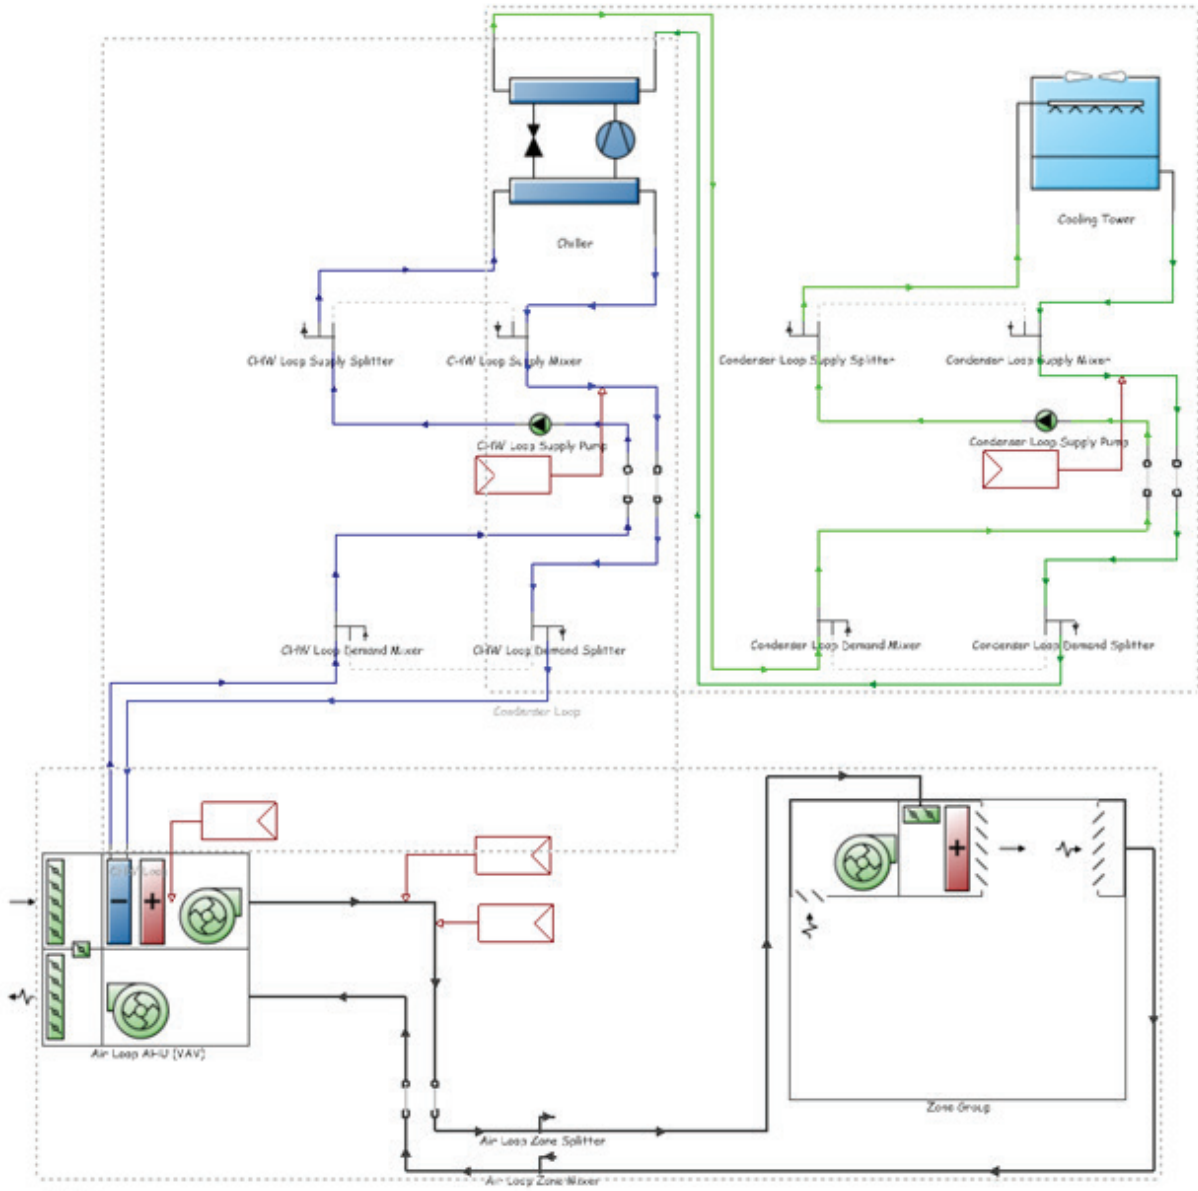 Cooling Tower
Chiller
CHW Loop Supply Splitter
CHW Loop Supply Mixer
Condenser Loop Supply Splitter
Condenser Loop Supply Mixer
CHW Loop Supply Pump
Condenser Loop Supply Pump
CHW Loop Demand Mixer
CHW Loop Demand Splitter
Condenser Loop Demand Mixer
Condenser Loop Demand Splitter
Condenser Loop
CHW Loop
Air Loop AHU (VAV)
Zone Group
Air Loop Zone Splitter
Air Loop Zone Mixer